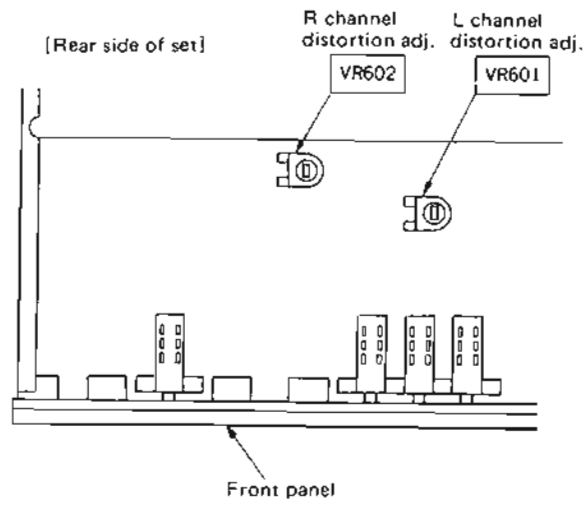 R channel
distortion adj.
L channel
distortion adj.
[Rear side of set]
VR602
VR601
Front panel